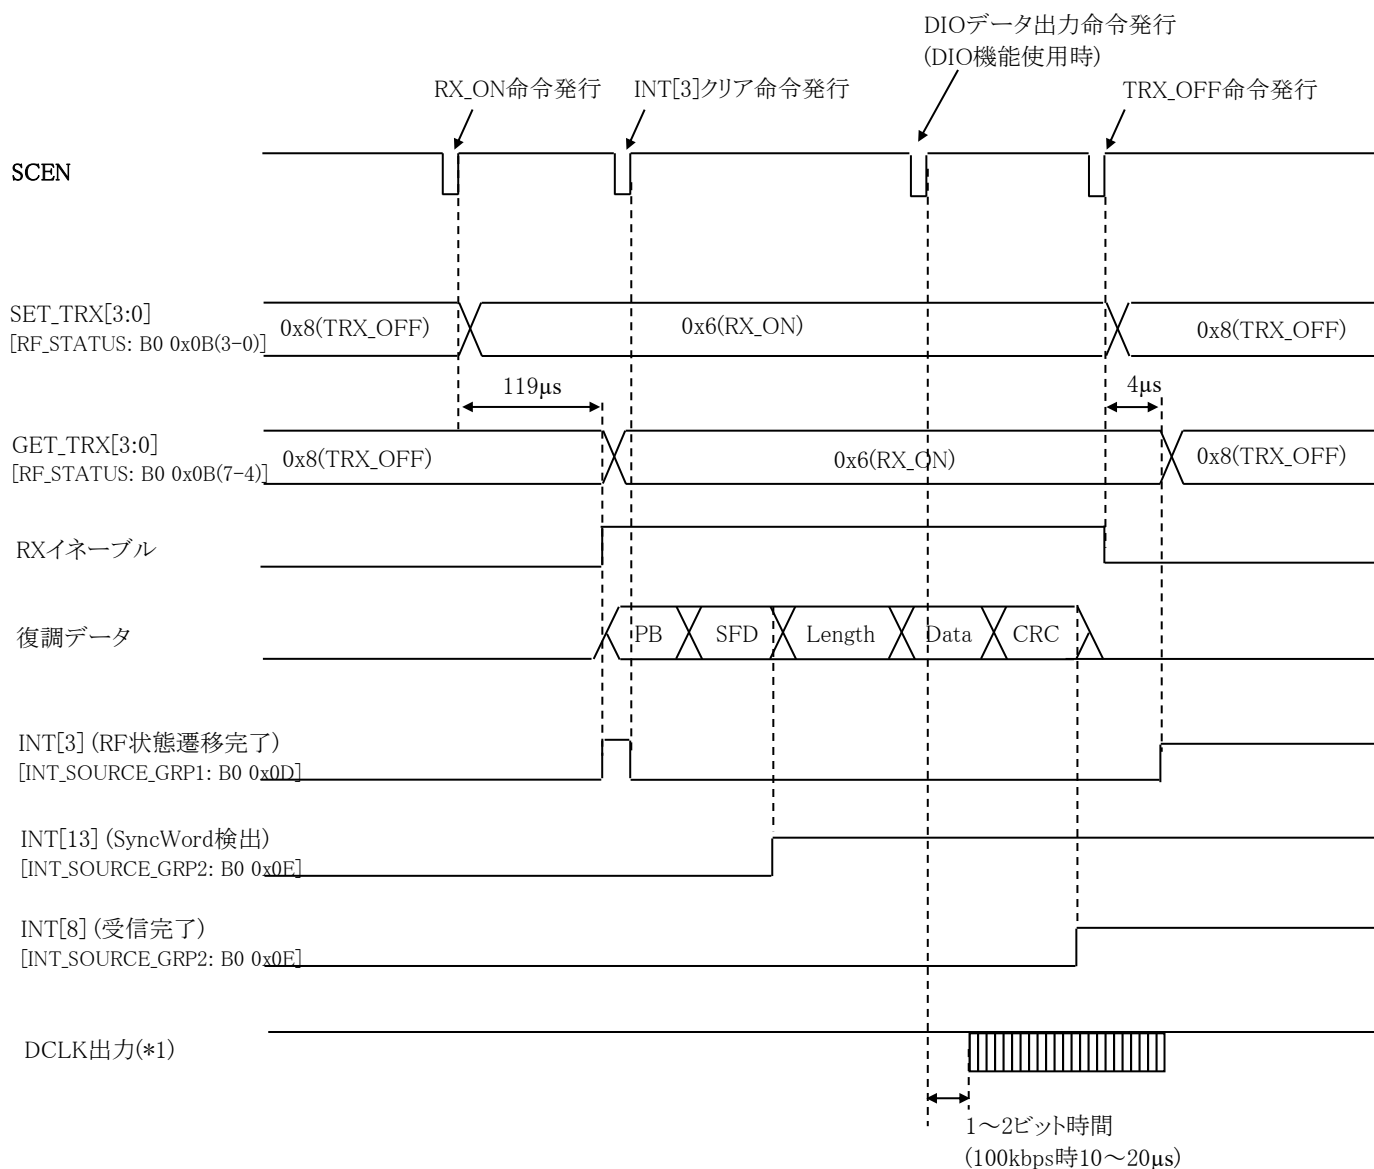 DIOデータ出力命令発行
(DIO機能使用時)
RX_ON命令発行
INT[3]クリア命令発行
TRX_OFF命令発行
SCEN
SET_TRX[3:0]
[RF_STATUS: B0 0x0B(3-0)]
0x8(TRX_OFF)
0x6(RX_ON)
0x8(TRX_OFF)
119μs
4μs
GET_TRX[3:0]
[RF_STATUS: B0 0x0B(7-4)]
0x8(TRX_OFF)
0x6(RX_ON)
0x8(TRX_OFF)
RXイネーブル
復調データ
PB
SFD
Length
Data
CRC
INT[3] (RF状態遷移完了)
[INT_SOURCE_GRP1: B0 0x0D]
INT[13] (SyncWord検出)
[INT_SOURCE_GRP2: B0 0x0E]
INT[8] (受信完了)
[INT_SOURCE_GRP2: B0 0x0E]
DCLK出力(*1)
1～2ビット時間
(100kbps時10～20μs)